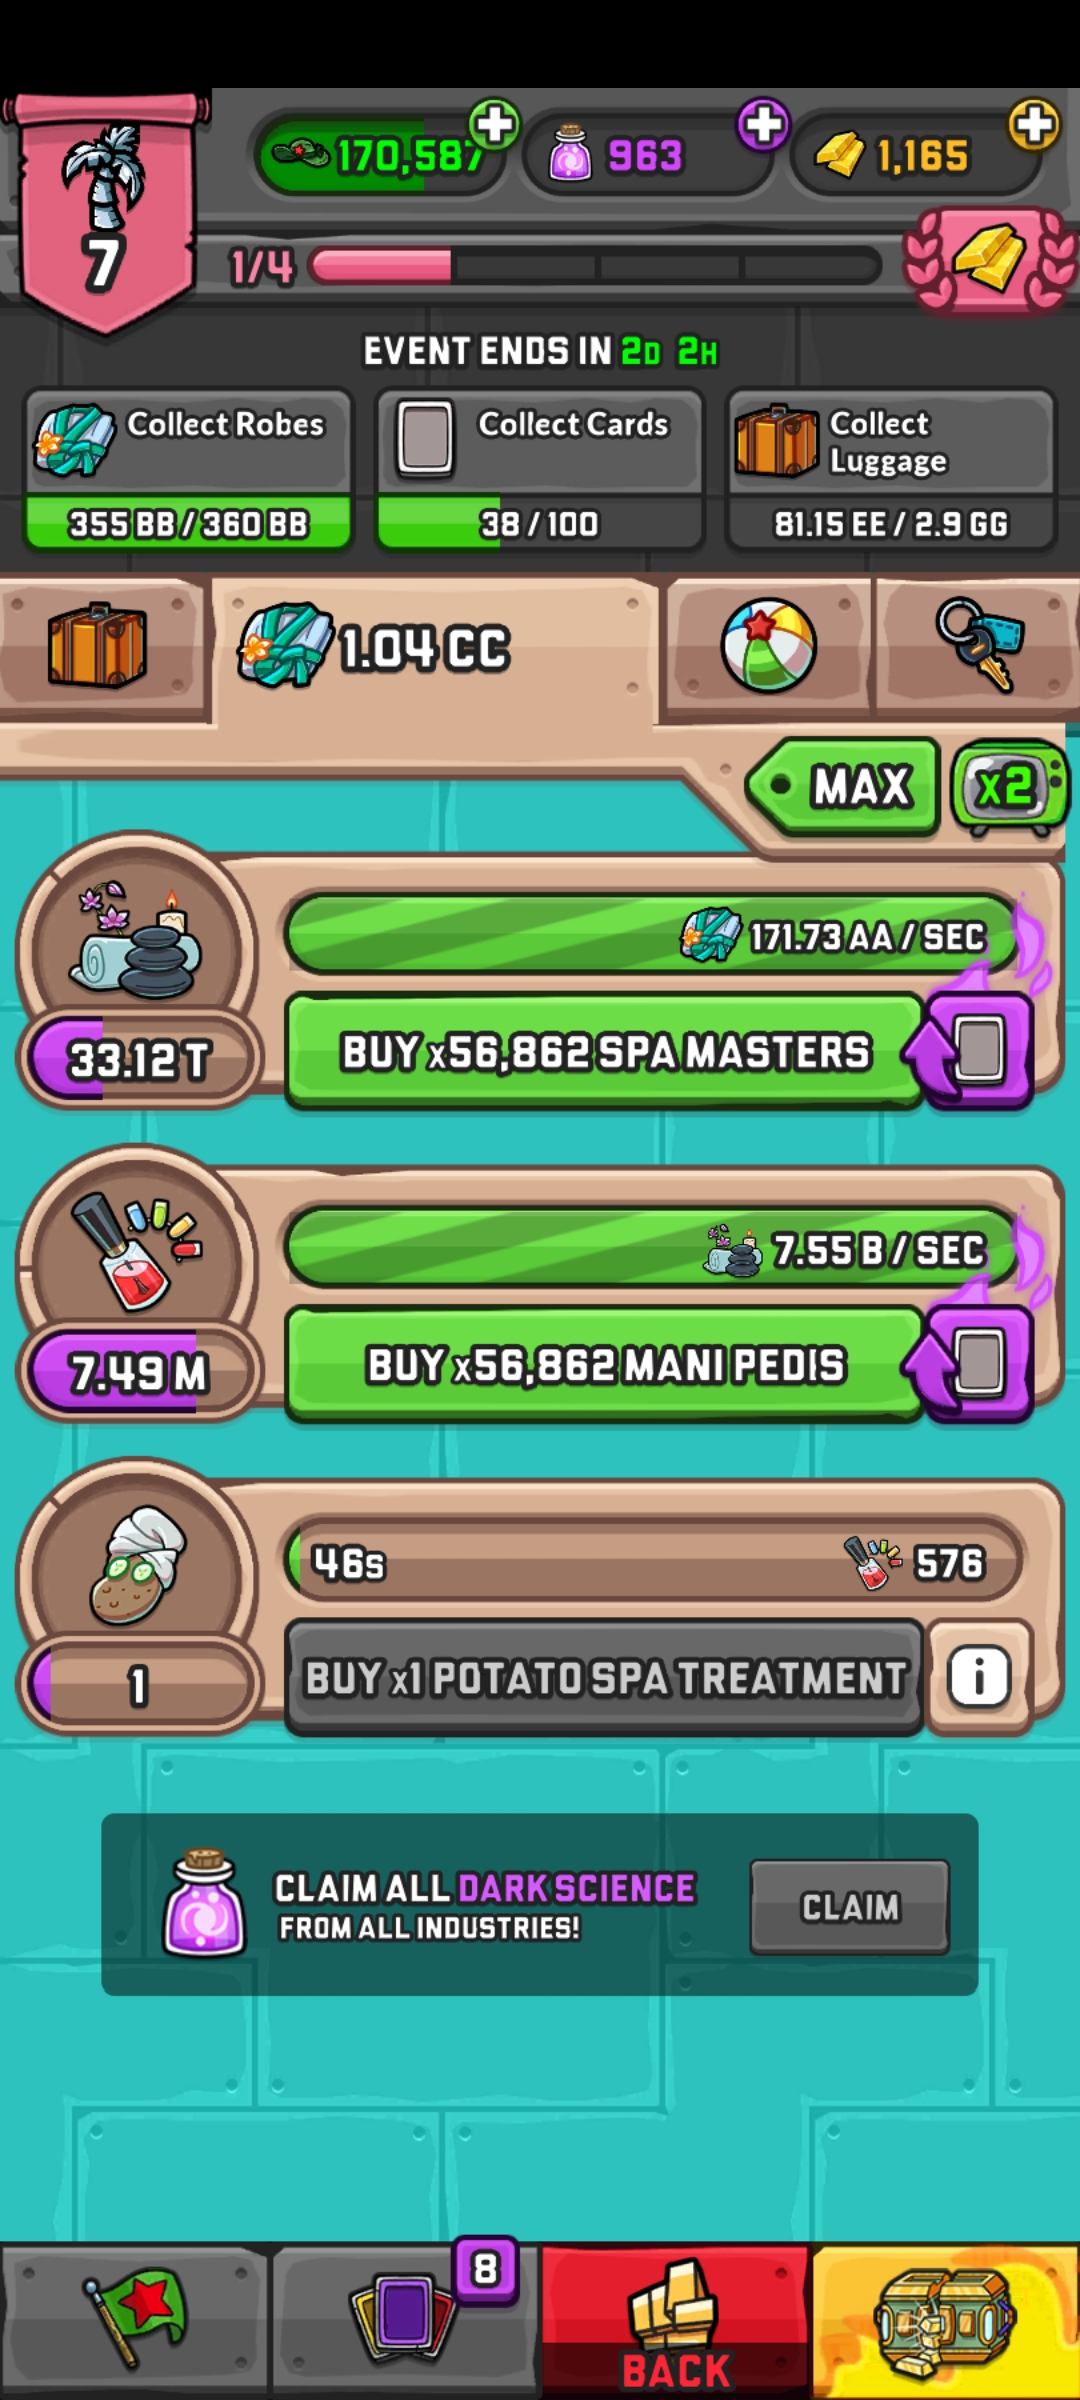 170,587
963
1,165
7
1/4
EVENT ENDS IN 2D 2H
Collect Robes
355 BB / 360 BB
Collect Cards
38 / 100
Collect
Luggage
81.15 EE / 2.9 GG
1.04 CC
MAX
x2
171.73 AA / SEC
33.12 T
BUY x56,862 SPA MASTERS
7.55 B / SEC
7.49 M
BUY x56,862 MANI PEDIS
46s
576
1
BUY x1 POTATO SPA TREATMENT
i
CLAIM ALL DARK SCIENCE
FROM ALL INDUSTRIES!
CLAIM
8
BACK